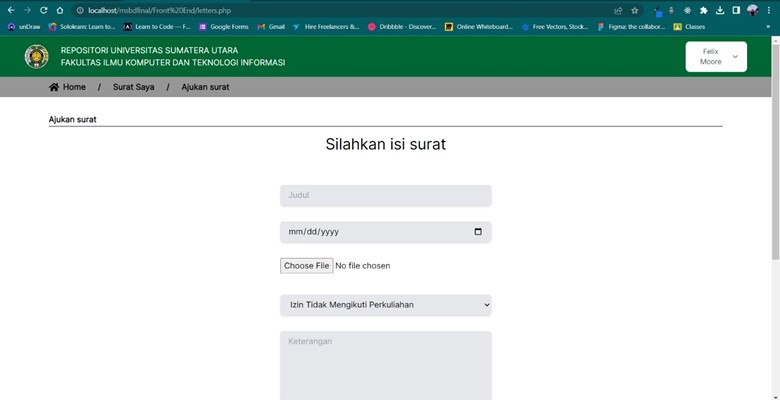 localhost/msbdfinal/Front%20End/letters.php
unDraw
Sololearn: Learn to...
Learn to Code — F...
Google Forms
Gmail
Hire Freelancers &...
Dribbble - Discover...
Online Whiteboard...
Free Vectors, Stock...
Figma: the collabor...
Classes
REPOSITORI UNIVERSITAS SUMATERA UTARA
FAKULTAS ILMU KOMPUTER DAN TEKNOLOGI INFORMASI
Felix
Moore
Home / Surat Saya / Ajukan surat
Ajukan surat
Silahkan isi surat
Judul
mm/dd/yyyy
Choose File No file chosen
Izin Tidak Mengikuti Perkuliahan
Keterangan